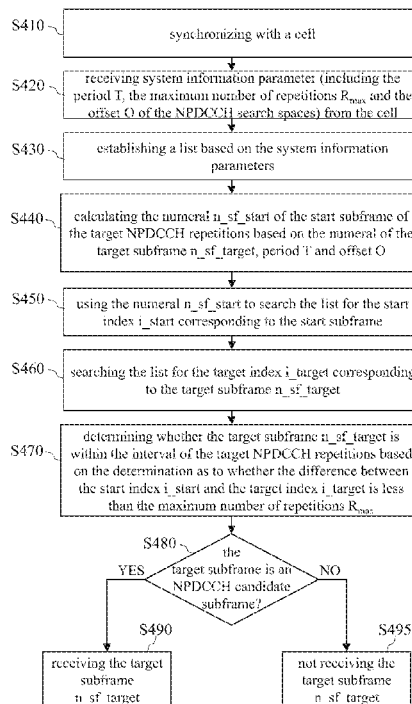 S410
synchronizing with a cell
S420
receiving system information parameter (including the
period T, the maximum number of repetitions Rmax and the
offset O of the NPDCCH search spaces) from the cell
S430
establishing a list based on the system information
parameters
S440
calculating the numeral n_sf_start of the start subframe of
the target NPDCCH repetitions based on the numeral of the
target subframe n_sf_target, period T and offset O
S450
using the numeral n_sf_start to search the list for the start
index i_start corresponding to the start subframe
S460
searching the list for the target index i_target corresponding
to the target subframe n_sf_target
S470
determining whether the target subframe n_sf_target is
within the interval of the target NPDCCH repetitions based
on the determination as to whether the difference between
the start index i_start and the target index i_target is less
than the maximum number of repetitions Rmax
S480
the
YES target subframe is an NO
NPDCCH candidate
subframe?
S490 S495
receiving the target not receiving the target
subframe subframe
n_sf_target n_sf_target